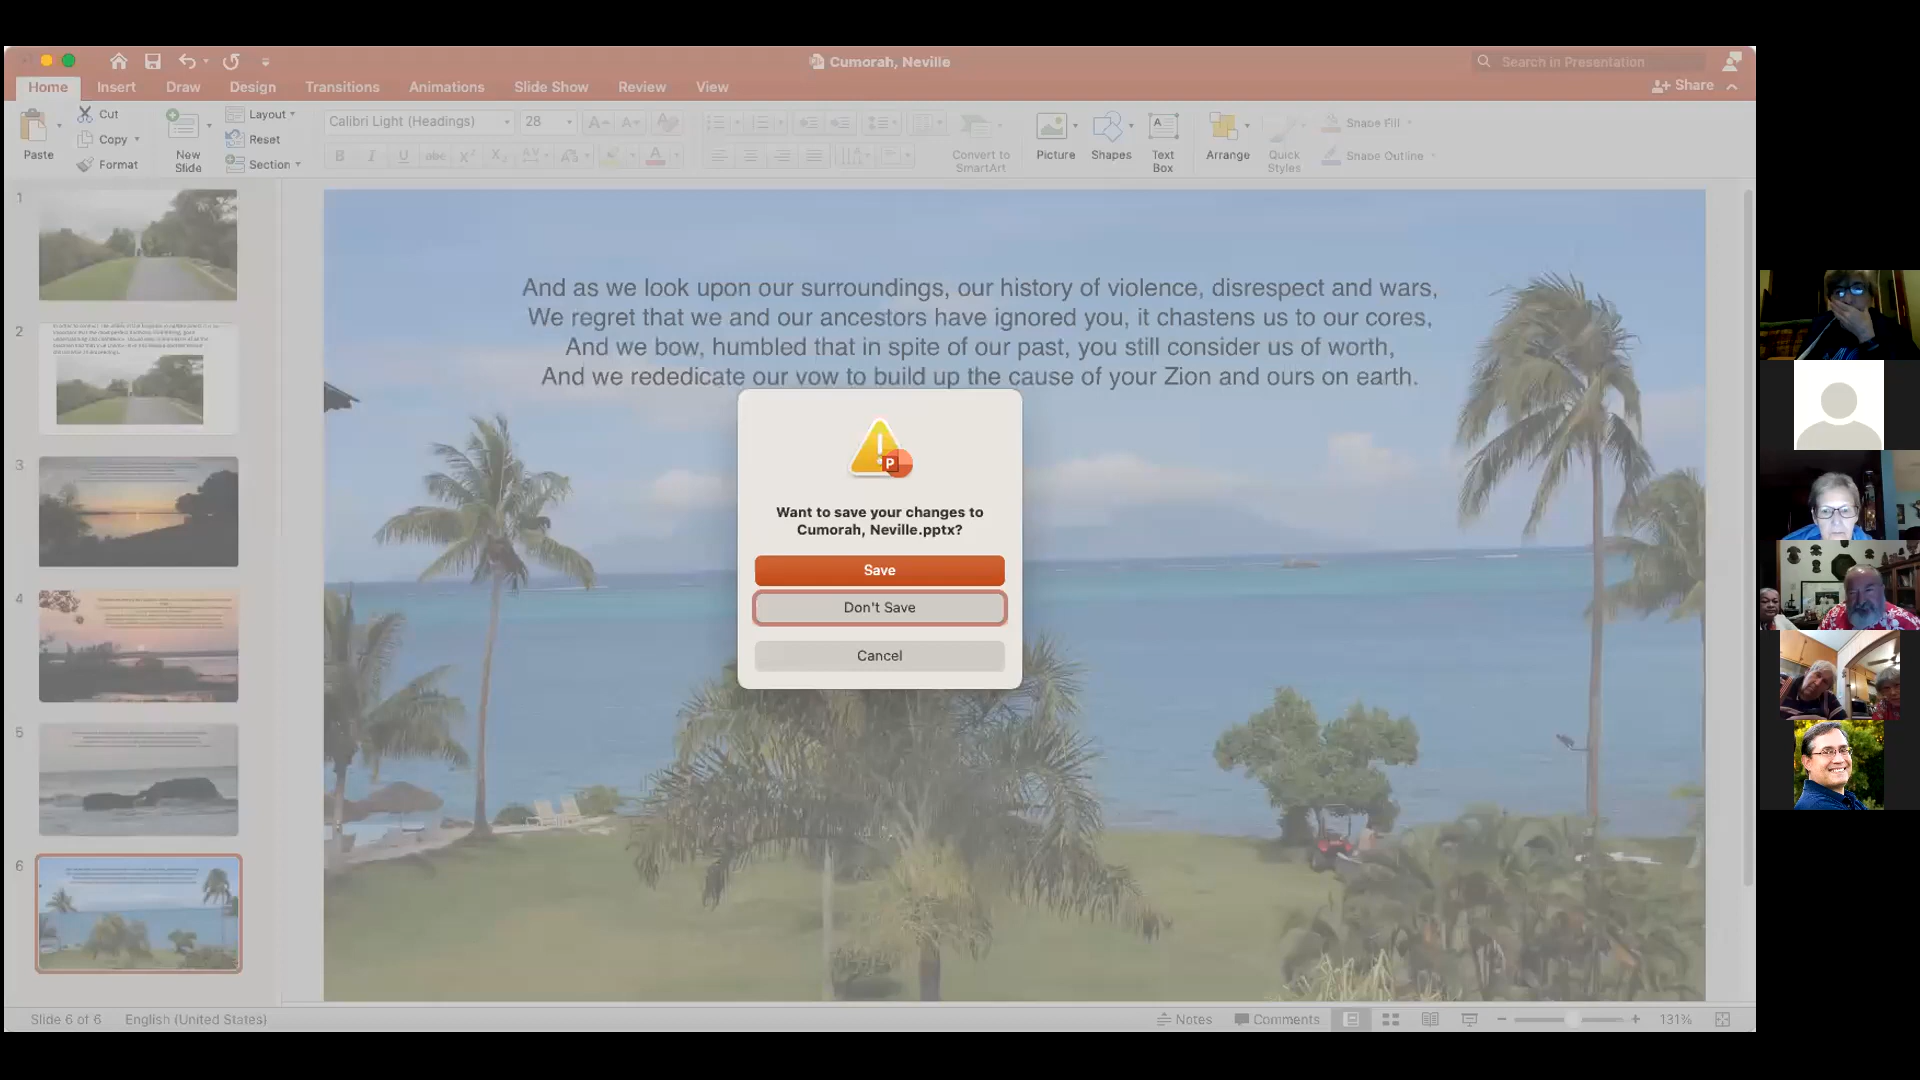 Cumorah, Neville
Search in Presentation
Home
Insert
Draw
Design
Transitions
Animations
Slide Show
Review
View
Share
Paste
Cut
Copy
Format
New
Slide
Layout
Reset
Section
Calibri Light (Headings)
28
Convert to
SmartArt
Picture
Shapes
Text
Box
Arrange
Quick
Styles
Shape Fill
Shape Outline
1
2
3
4
5
6
And as we look upon our surroundings, our history of violence, disrespect and wars,
We regret that we and our ancestors have ignored you, it chastens us to our cores,
And we bow, humbled that in spite of our past, you still consider us of worth,
And we rededicate our vow to build up the cause of your Zion and ours on earth.
Want to save your changes to
Cumorah, Neville.pptx?
Save
Don't Save
Cancel
Slide 6 of 6
English (United States)
Notes
Comments
131%